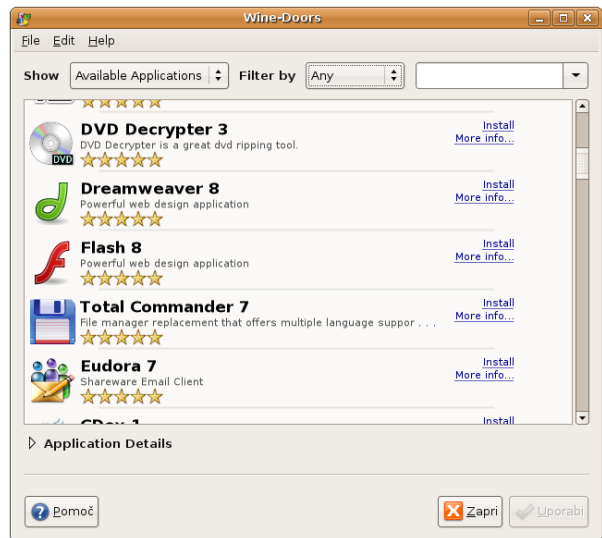 Wine-Doors
File Edit Help
Show Available Applications Filter by Any
DVD Decrypter 3
Install
DVD Decrypter is a great dvd ripping tool.
More info...
DVD
Dreamweaver 8
Install
Powerful web design application
More info...
Flash 8
Install
Powerful web design application
More info...
Total Commander 7
Install
File manager replacement that offers multiple language suppor . . .
More info...
Eudora 7
Install
Shareware Email Client
More info...
CDex 1
Install
Application Details
Pomoč
Zapri
Uporabi